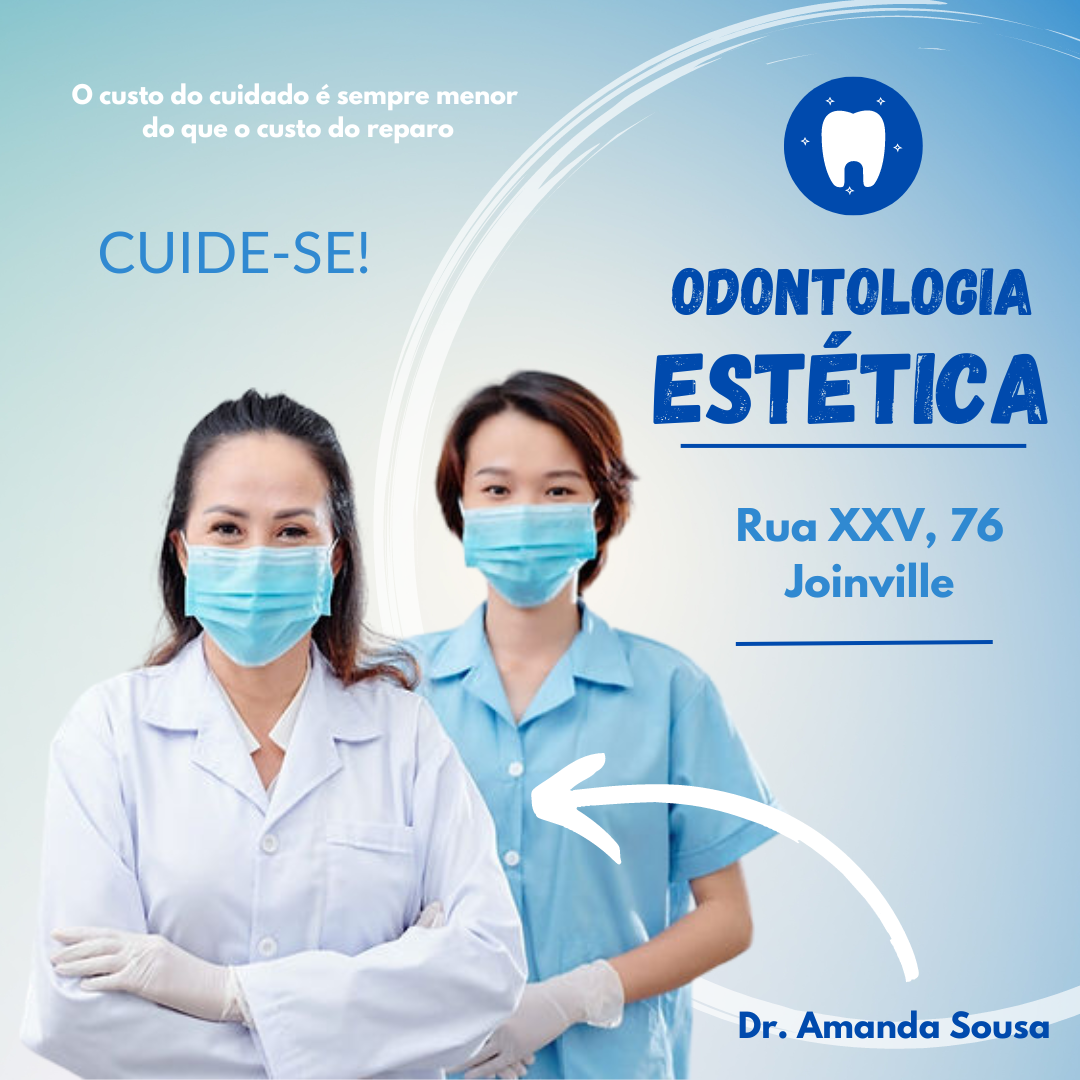 O custo do cuidado é sempre menor
do que o custo do reparo
CUIDE-SE!
ODONTOLOGIA
ESTÉTICA
Rua XXV, 76
Joinville
Dr. Amanda Sousa